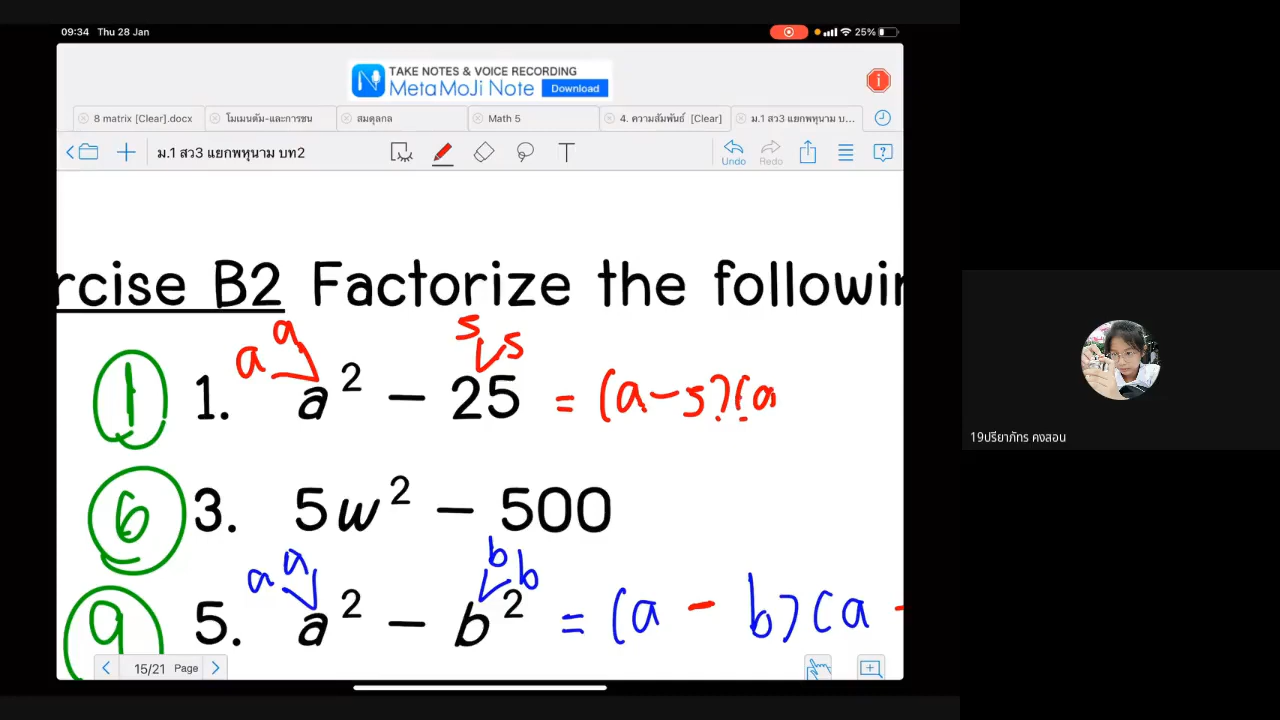 09:34 Thu 28 Jan
25%
TAKE NOTES & VOICE RECORDING
MetaMoJi Note Download
8 matrix [Clear].docx
โมเมนตัม-และการชน
สมดุลกล
Math 5
4. ความสัมพันธ์ [Clear]
ม.1 สว3 แยกพหุนาม บ...
ม.1 สว3 แยกพหุนาม บท2
T
Undo
Redo
rcise B2 Factorize the followin
a a 5 5
1 1. a² - 25 = (a-5)(a
6 3. 5w² - 500
a a b b
9 5. a² - b² = (a - b)(a -
15/21 Page
19ปรียาภัทร คงสอน